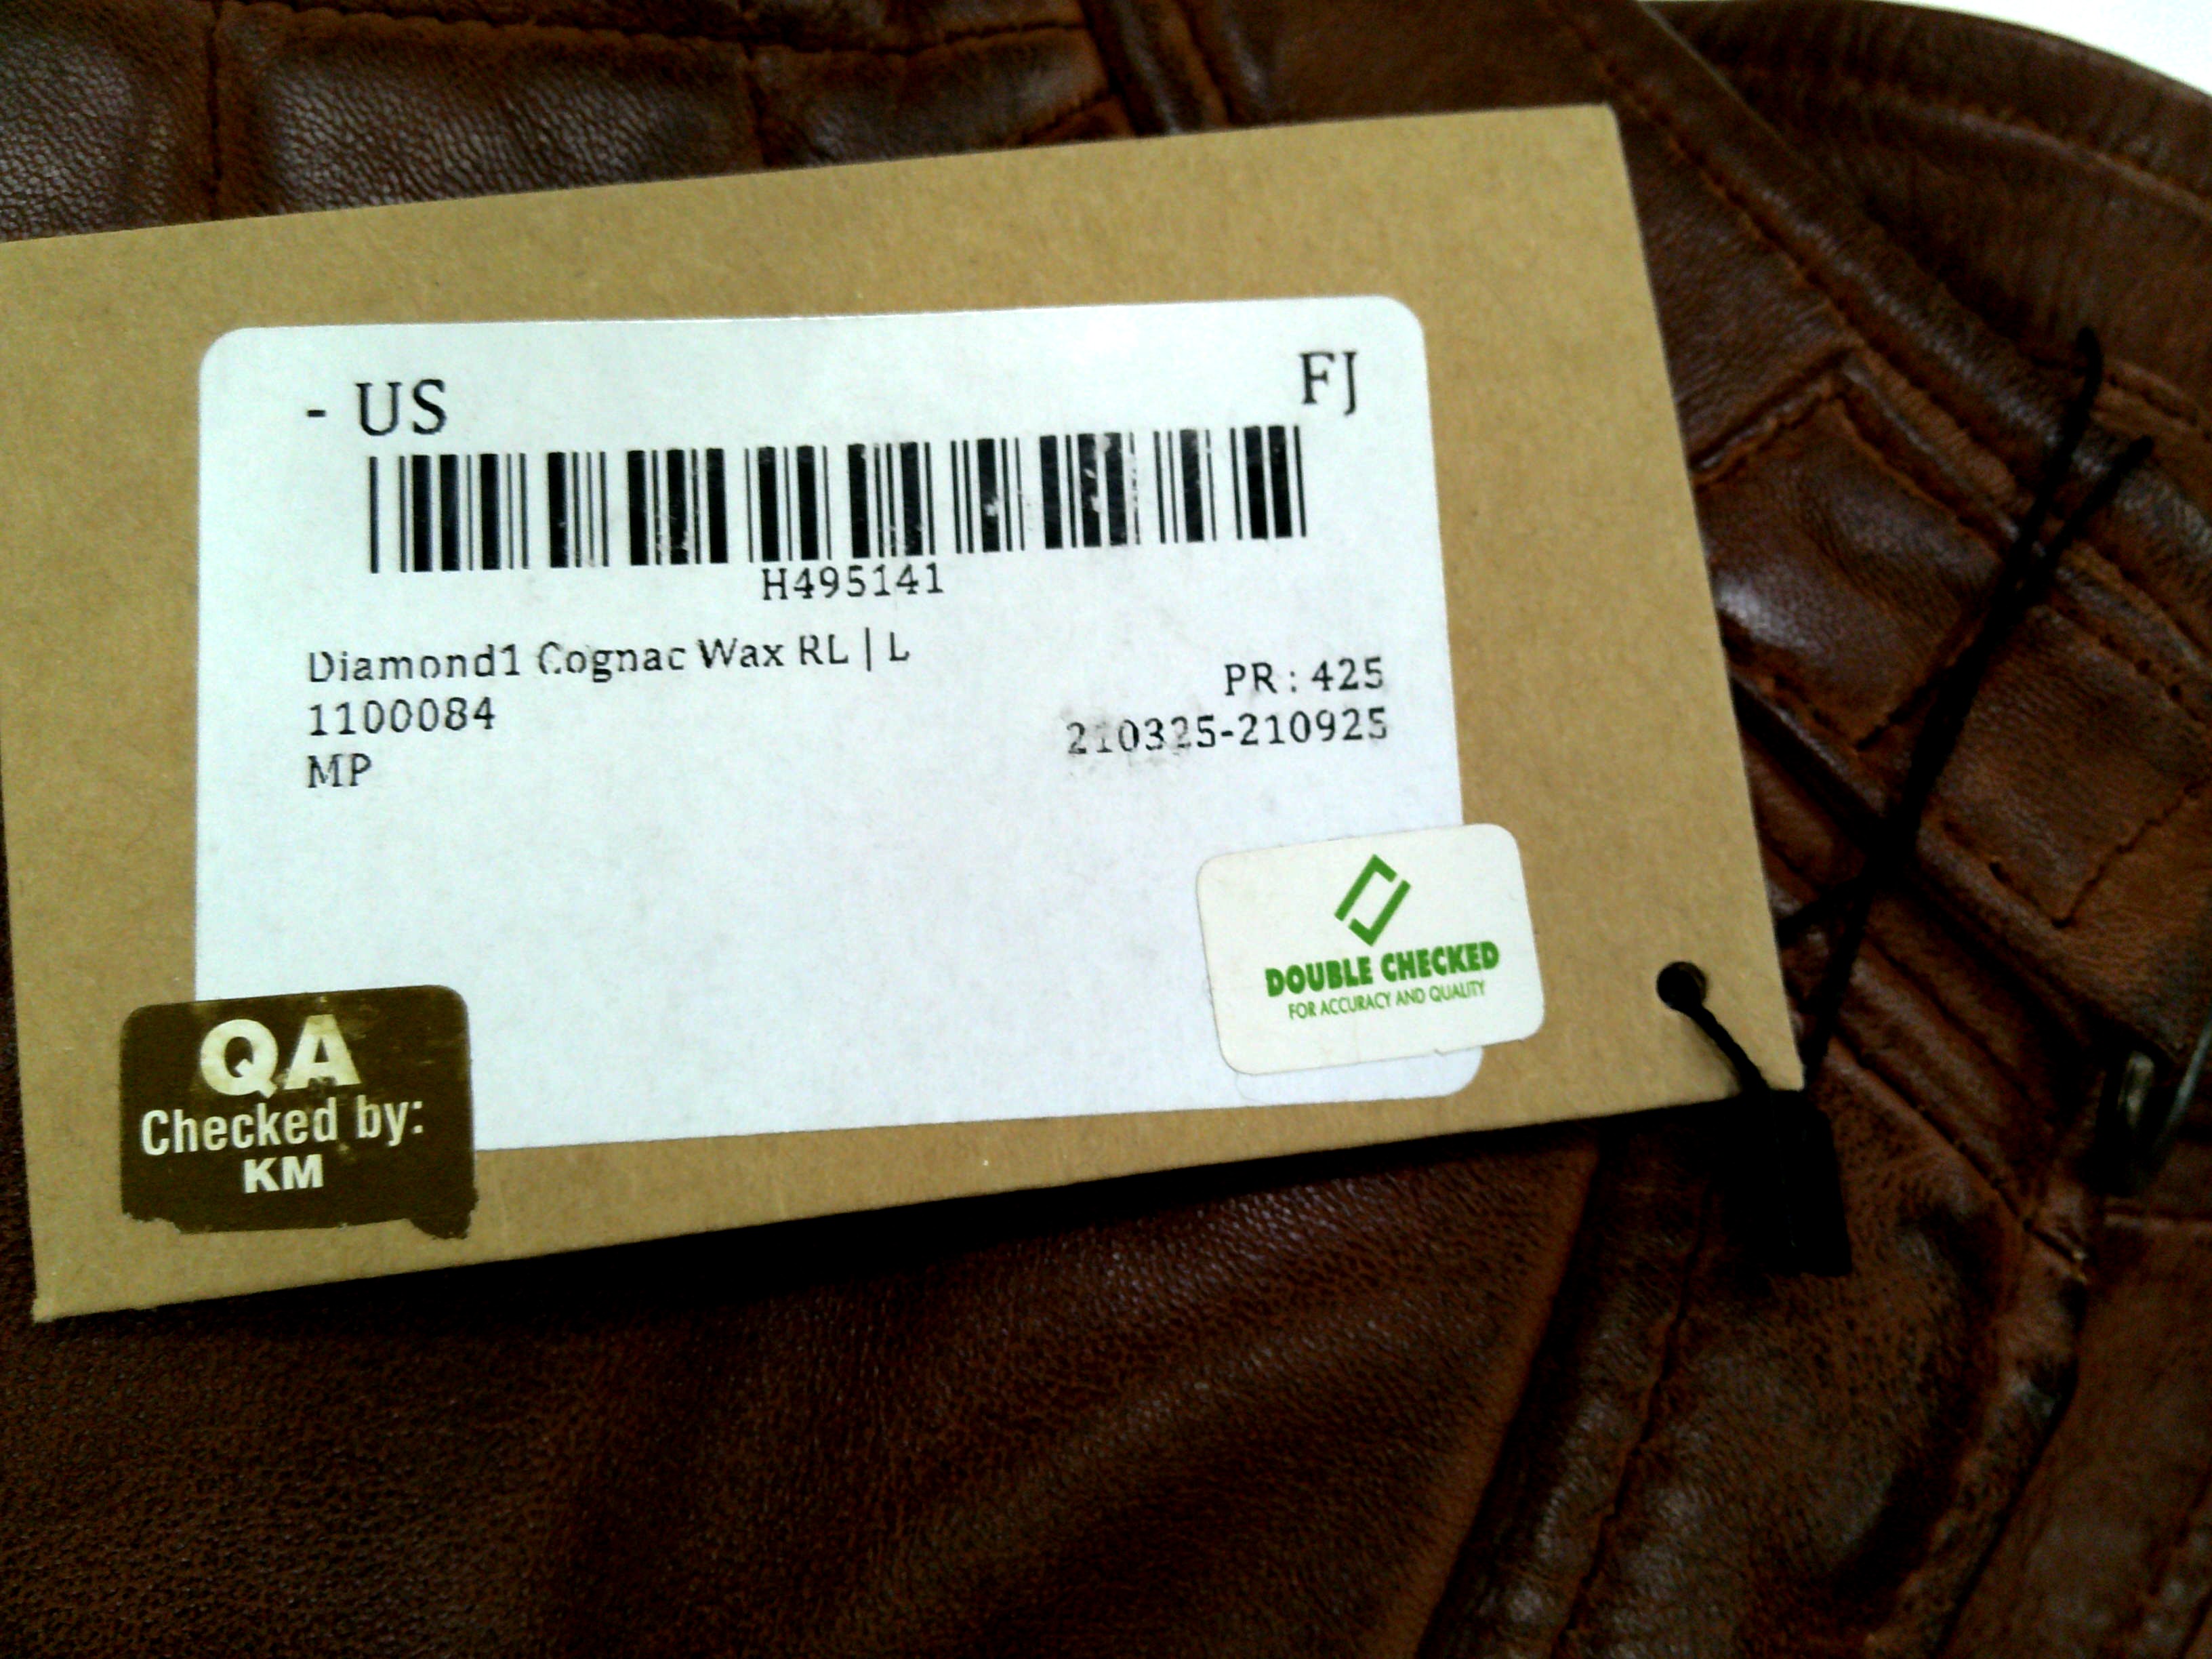 - US FJ
H495141
Diamond1 Cognac Wax RL | L
1100084 PR : 425
MP 210325-210925
DOUBLE CHECKED
FOR ACCURACY AND QUALITY
QA
Checked by:
KM